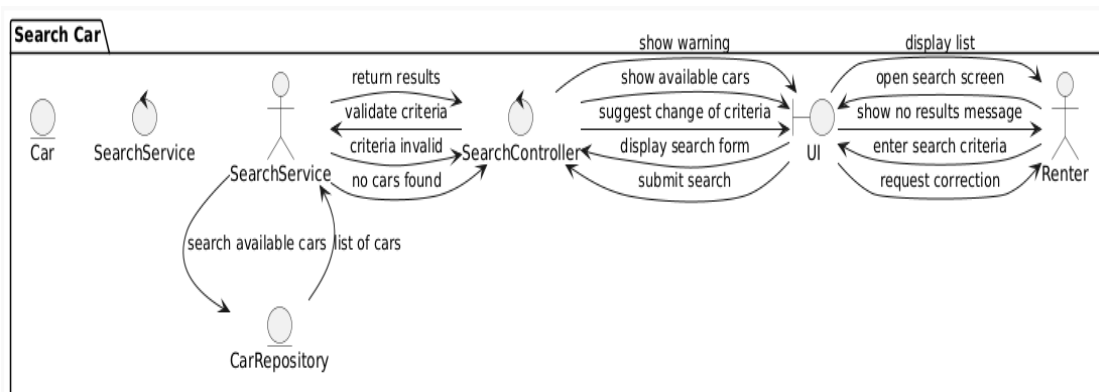 Search Car
show warning
display list
return results
show available cars
open search screen
validate criteria
suggest change of criteria
show no results message
Car
SearchService
SearchService
criteria invalid
SearchController
display search form
UI
enter search criteria
Renter
no cars found
submit search
request correction
search available cars
list of cars
CarRepository